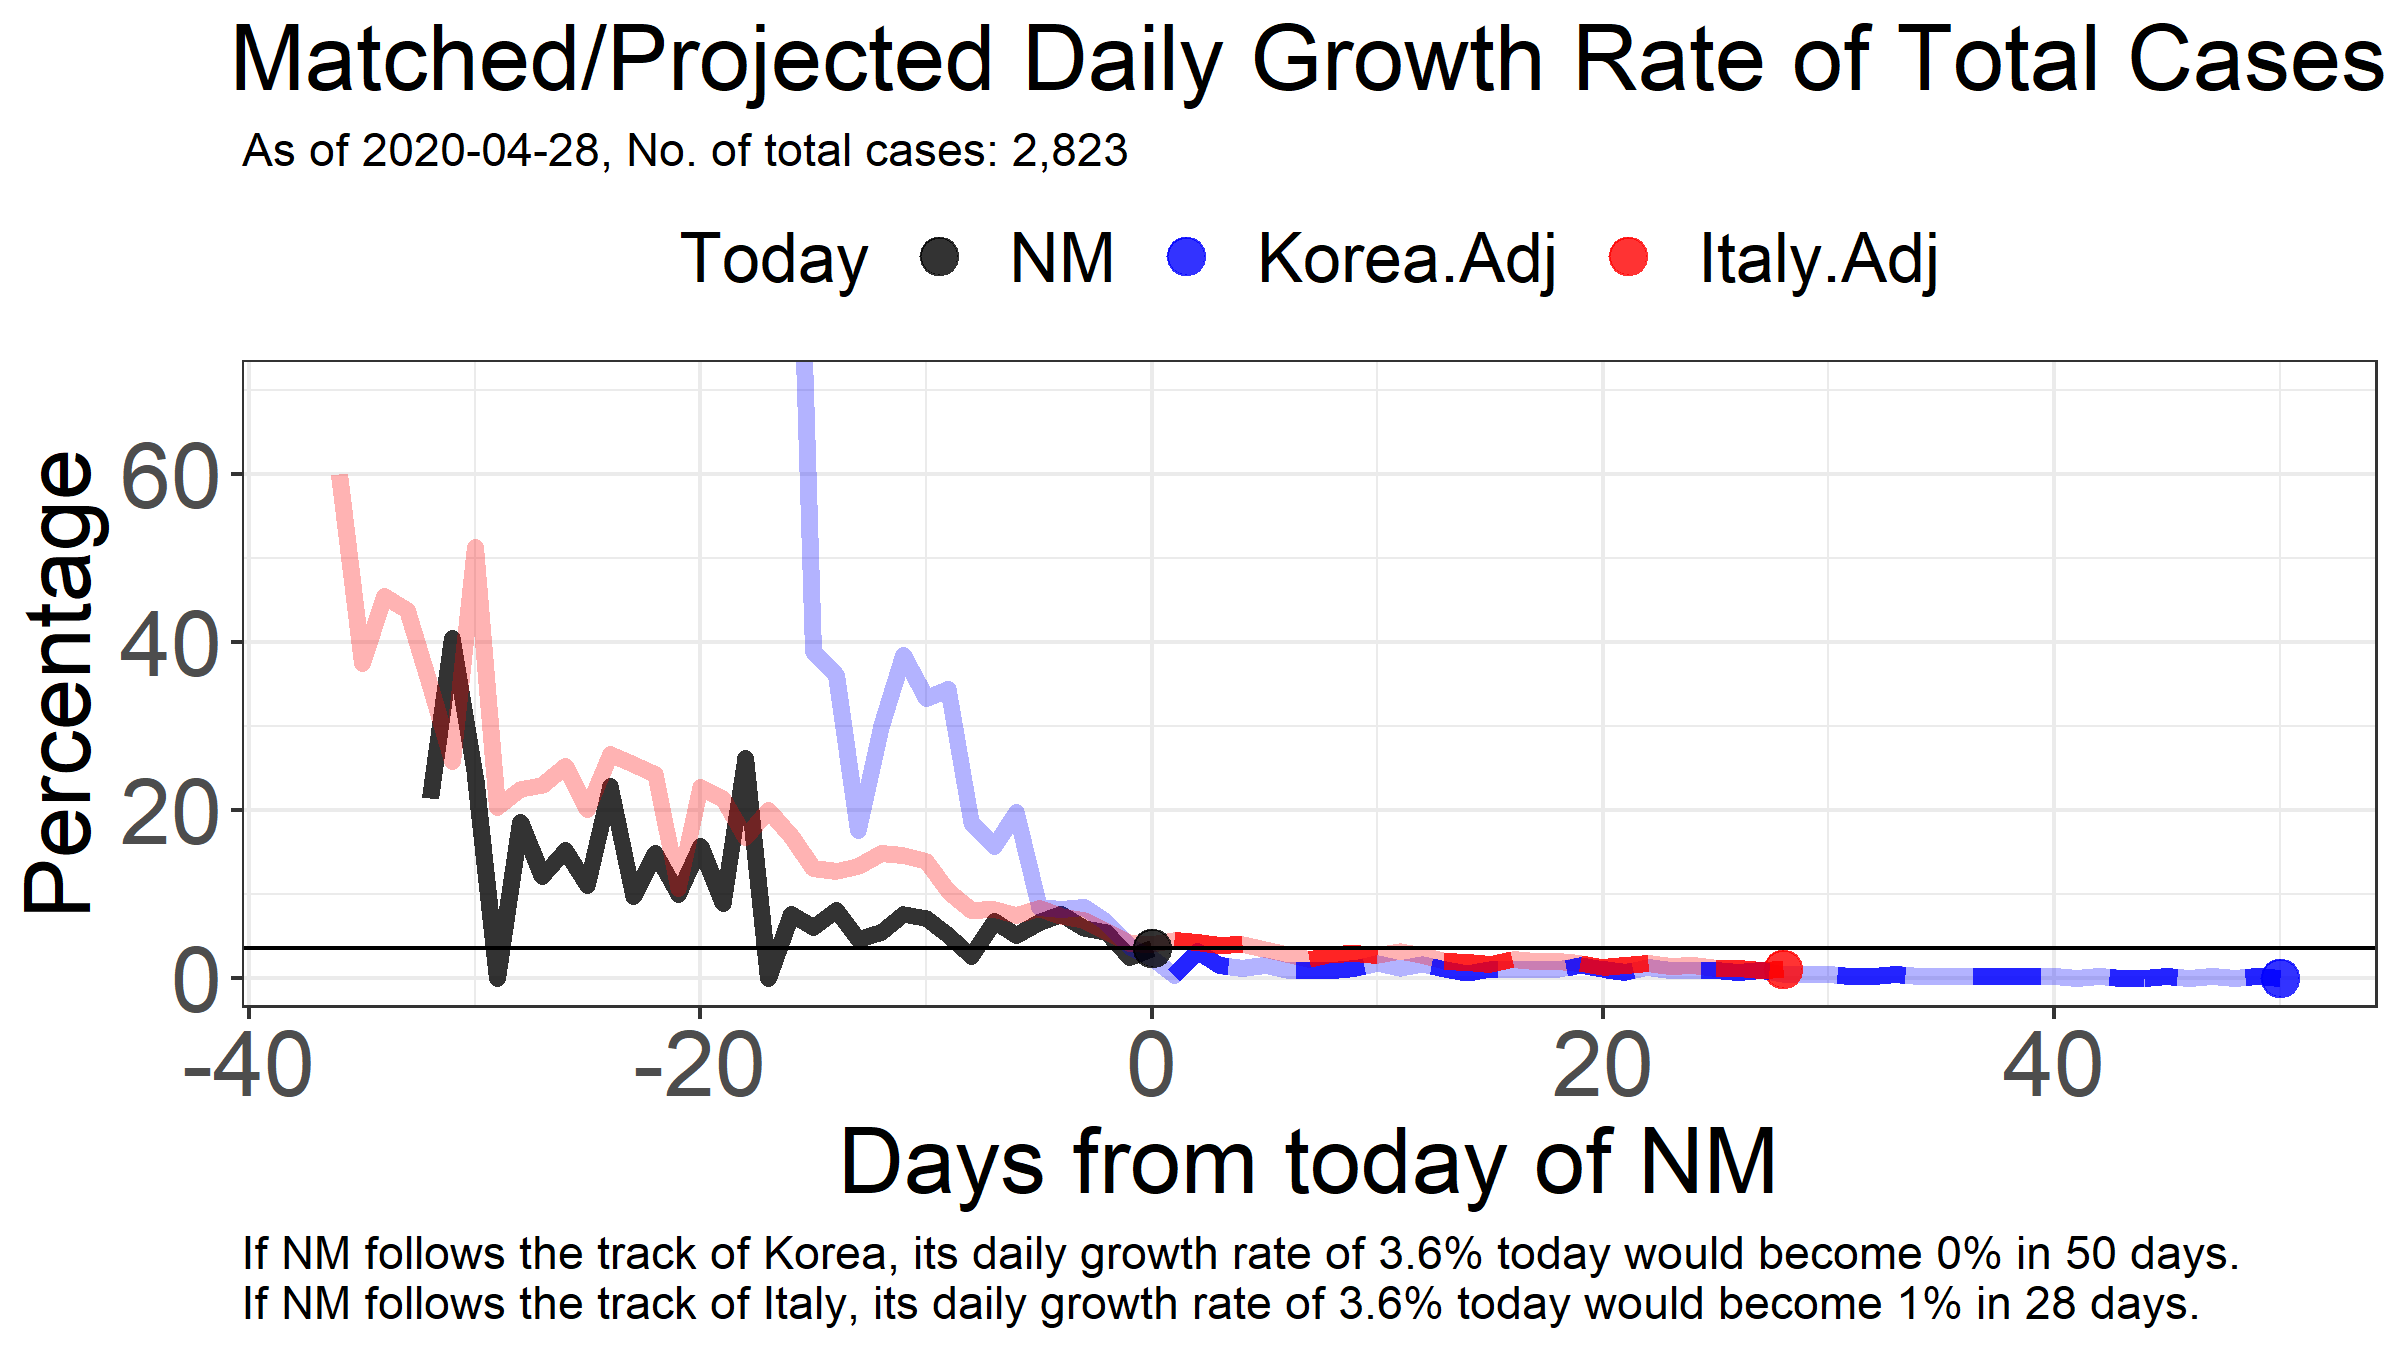 Matched/Projected Daily Growth Rate of Total Cases
As of 2020-04-28, No. of total cases: 2,823
Today NM Korea.Adj Italy.Adj
Percentage
60
40
20
0
-40 -20 0 20 40
Days from today of NM
If NM follows the track of Korea, its daily growth rate of 3.6% today would become 0% in 50 days.
If NM follows the track of Italy, its daily growth rate of 3.6% today would become 1% in 28 days.